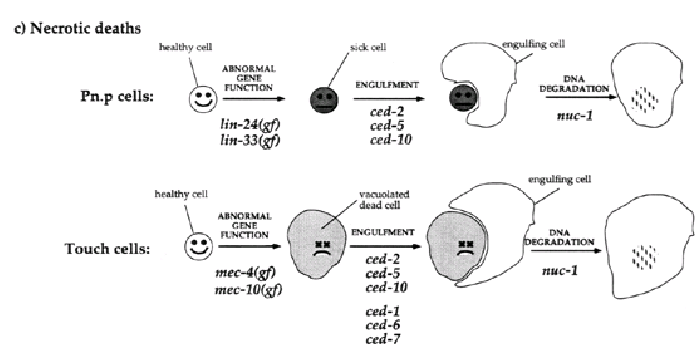 c) Necrotic deaths
healthy cell
sick cell
engulfing cell
Pn.p cells:
ABNORMAL
GENE
FUNCTION
lin-24(gf)
lin-33(gf)
ENGULFMENT
ced-2
ced-5
ced-10
DNA
DEGRADATION
nuc-1
healthy cell
vacuolated
dead cell
engulfing cell
Touch cells:
ABNORMAL
GENE
FUNCTION
mec-4(gf)
mec-10(gf)
ENGULFMENT
ced-2
ced-5
ced-10
ced-1
ced-6
ced-7
DNA
DEGRADATION
nuc-1